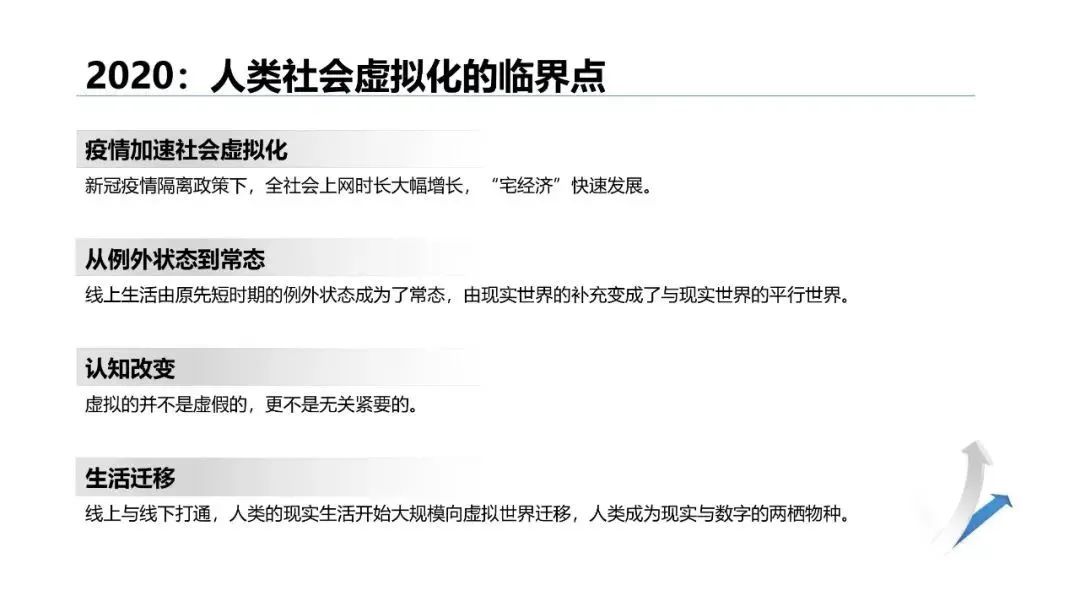 2020：人类社会虚拟化的临界点
疫情加速社会虚拟化
新冠疫情隔离政策下，全社会上网时长大幅增长，“宅经济”快速发展。
从例外状态到常态
线上生活由原先短时期的例外状态成为了常态，由现实世界的补充变成了与现实世界的平行世界。
认知改变
虚拟的并不是虚假的，更不是无关紧要的。
生活迁移
线上与线下打通，人类的现实生活开始大规模向虚拟世界迁移，人类成为现实与数字的两栖物种。